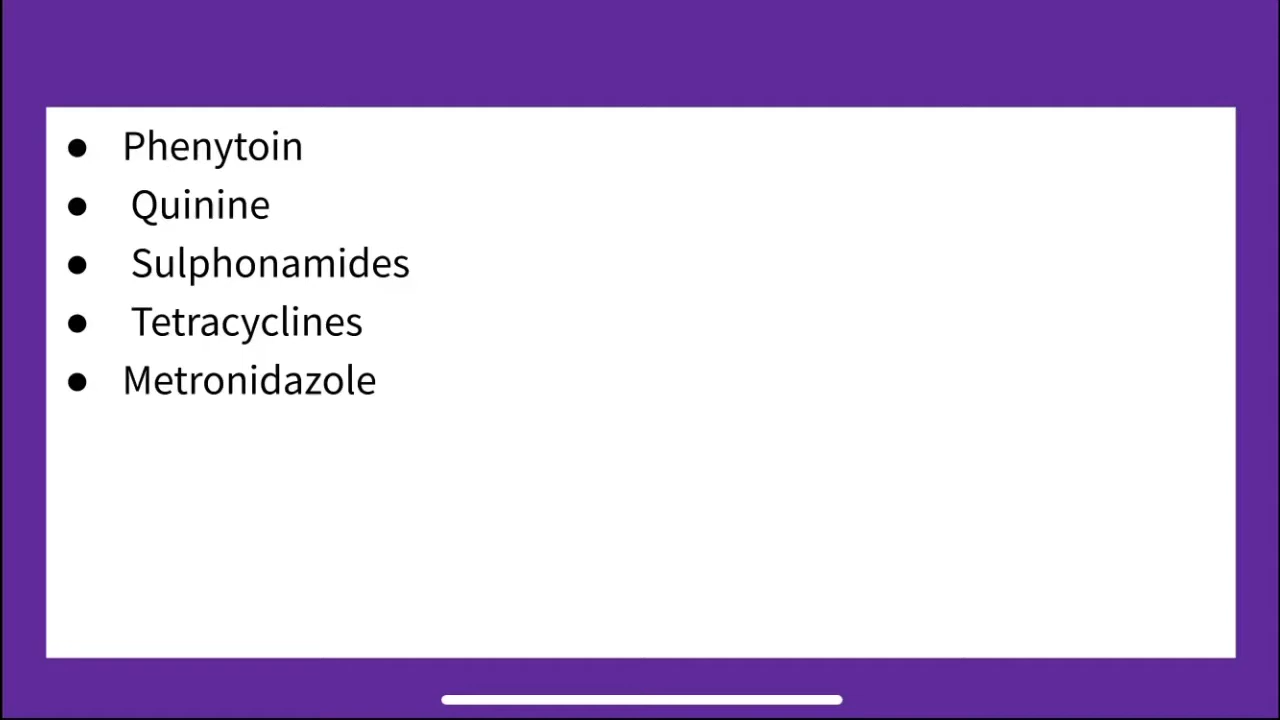 ● Phenytoin
● Quinine
● Sulphonamides
● Tetracyclines
● Metronidazole